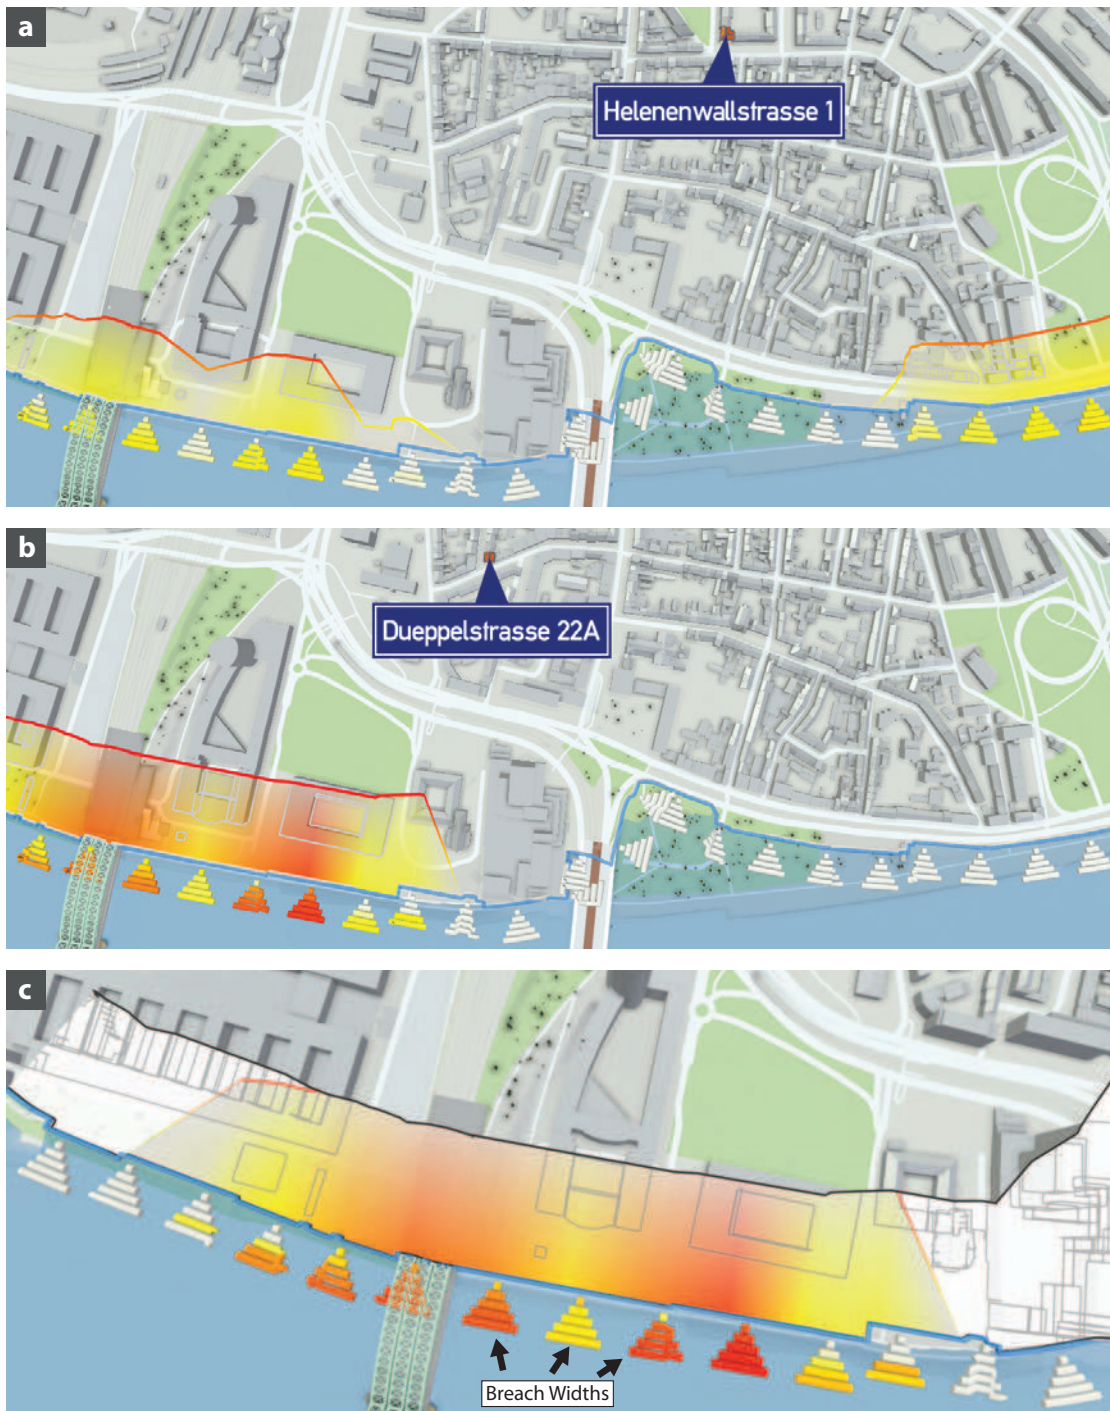 a
Helenenwallstrasse 1
b
Dueppelstrasse 22A
c
Breach Widths